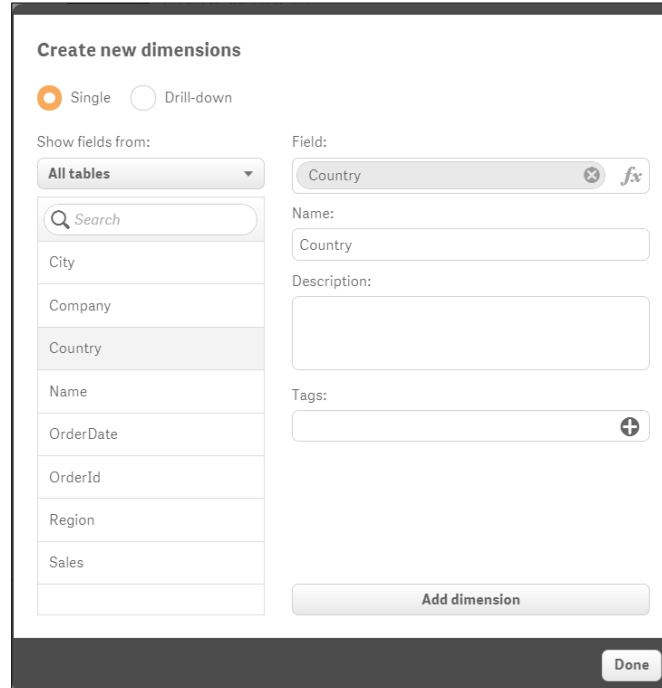 Create new dimensions
Single Drill-down
Show fields from:
All tables
Search
City
Company
Country
Name
OrderDate
OrderId
Region
Sales
Field:
Country fx
Name:
Country
Description:
Tags:
Add dimension
Done